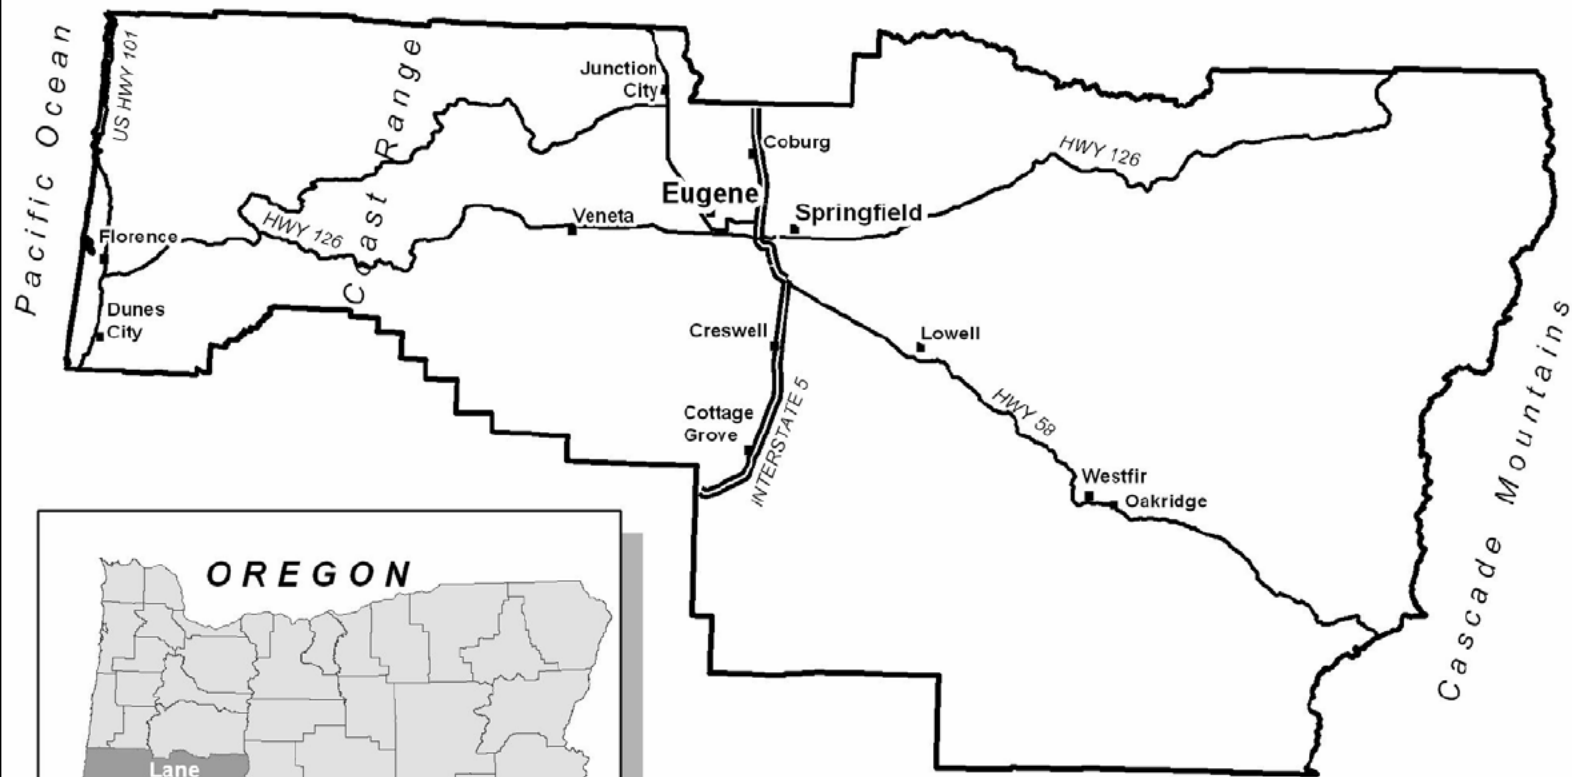 Pacific Ocean
US HWY 101
Coast Range
Junction
City
Coburg
HWY 126
Eugene
Springfield
Veneta
HWY 126
Florence
Dunes
City
Creswell
Lowell
Cottage
Grove
INTERSTATE 5
HWY 58
Westfir
Oakridge
Cascade Mountains
OREGON
Lane